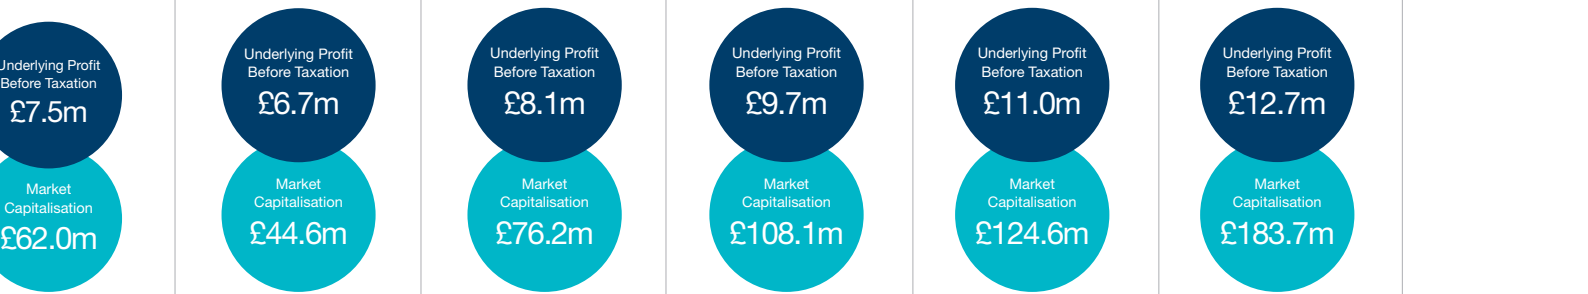 Underlying Profit
Before Taxation
£7.5m
Market
Capitalisation
£62.0m
Underlying Profit
Before Taxation
£6.7m
Market
Capitalisation
£44.6m
Underlying Profit
Before Taxation
£8.1m
Market
Capitalisation
£76.2m
Underlying Profit
Before Taxation
£9.7m
Market
Capitalisation
£108.1m
Underlying Profit
Before Taxation
£11.0m
Market
Capitalisation
£124.6m
Underlying Profit
Before Taxation
£12.7m
Market
Capitalisation
£183.7m